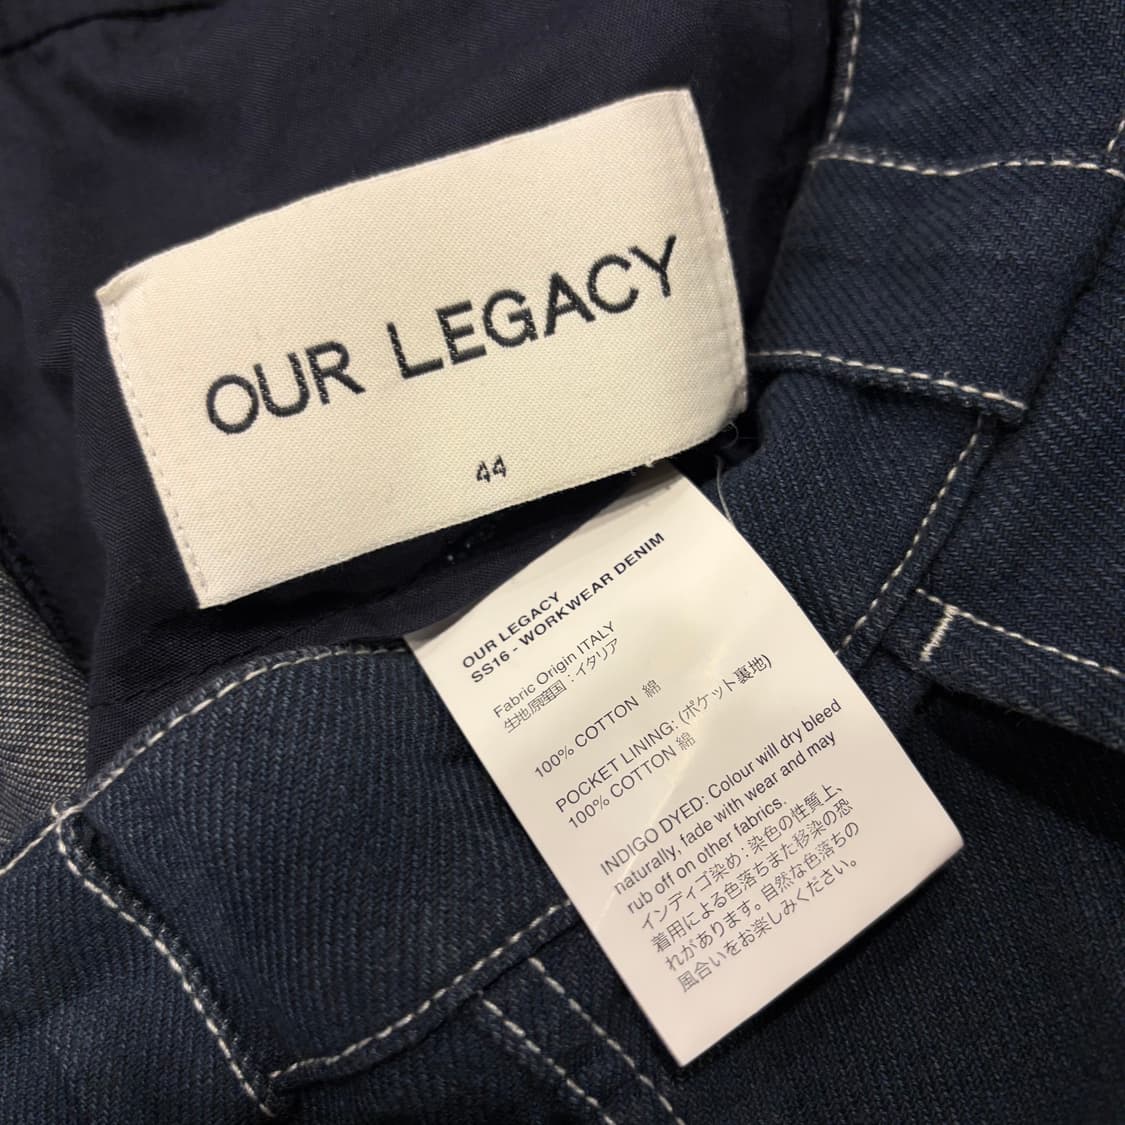 OUR LEGACY
44
OUR LEGACY
SS16 - WORKWEAR DENIM
Fabric Origin ITALY
生地原産国：イタリア
100% COTTON 綿
POCKET LINING: (ポケット裏地)
100% COTTON 綿
INDIGO DYED: Colour will dry bleed
naturally, fade with wear and may
rub off on other fabrics.
インディゴ染め：染色の性質上、
着用による色落ちまた移染の恐
れがあります。自然な色落ちの
風合いをお楽しみください。